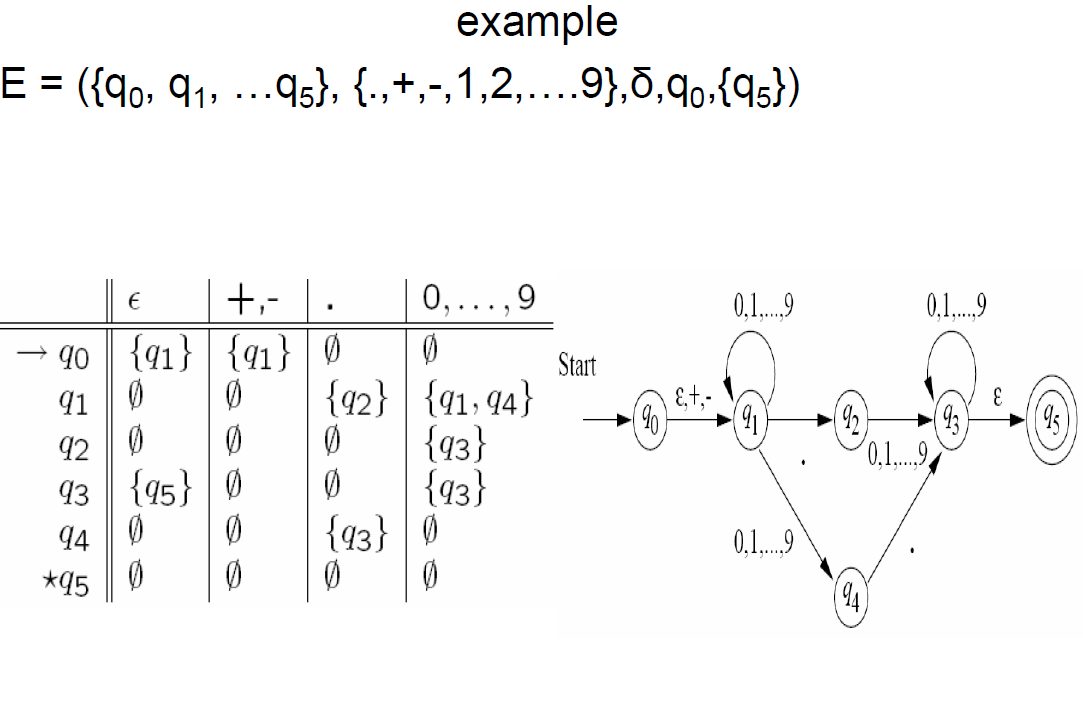 example
E = ({q₀, q₁, …q₅}, {.,+,-,1,2,….9},δ,q₀,{q₅})
ϵ +,- . 0,...,9
→ q₀ {q₁} {q₁} ∅ ∅
q₁ ∅ ∅ {q₂} {q₁, q₄}
q₂ ∅ ∅ ∅ {q₃}
q₃ {q₅} ∅ ∅ {q₃}
q₄ ∅ ∅ {q₃} ∅
⋆q₅ ∅ ∅ ∅ ∅
0,1,...,9
0,1,...,9
Start
ε,+,-
ε
q₀
q₁
q₂
q₃
q₅
.
0,1,...,9
0,1,...,9
.
q₄